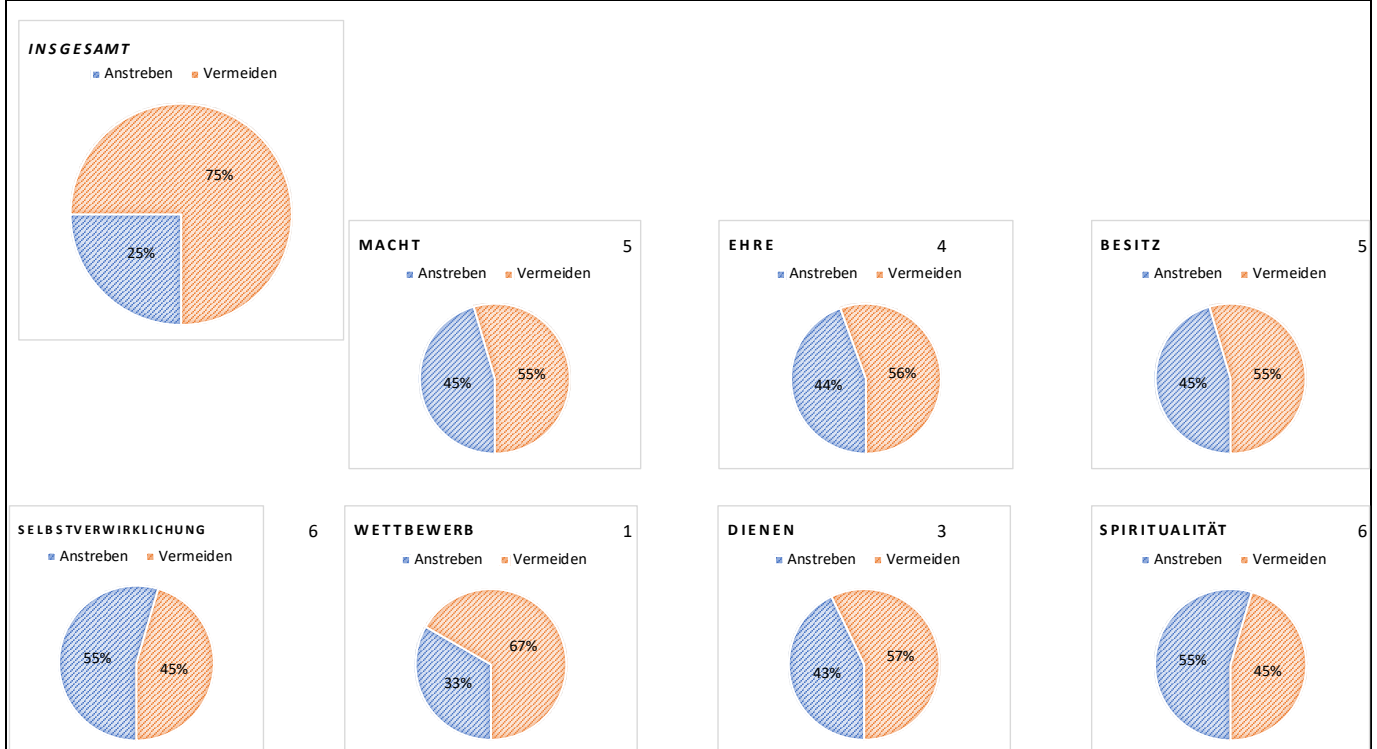 INSGESAMT
Anstreben Vermeiden
75%
25%
MACHT 5
Anstreben Vermeiden
45% 55%
EHRE 4
Anstreben Vermeiden
44% 56%
BESITZ 5
Anstreben Vermeiden
45% 55%
SELBSTVERWIRKLICHUNG 6
Anstreben Vermeiden
55% 45%
WETTBEWERB 1
Anstreben Vermeiden
67%
33%
DIENEN 3
Anstreben Vermeiden
57%
43%
SPIRITUALITÄT 6
Anstreben Vermeiden
55% 45%